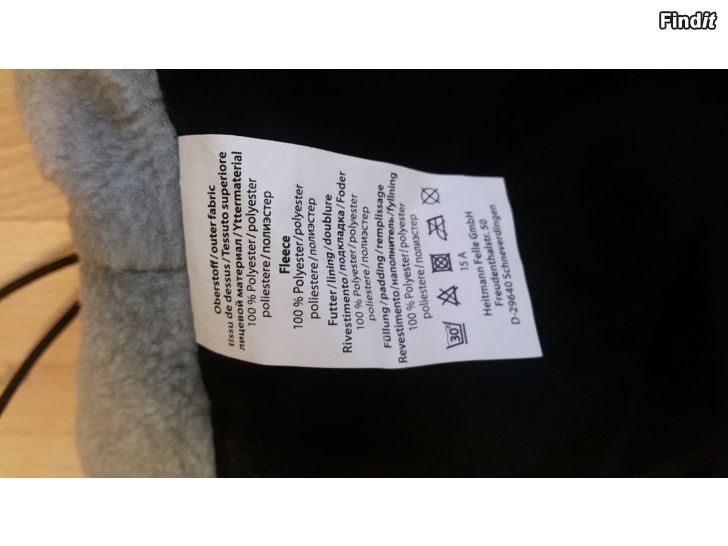 Findit
Oberstoff/outer fabric
tissu de dessus/Tessuto superiore
лицевой материал/Yttermaterial
100 % Polyester/polyester
poliestere/полиэстер
Fleece
100 % Polyester/polyester
poliestere/полиэстер
Futter/lining/doublure
Rivestimento/подкладка/Foder
100 % Polyester/polyester
poliestere/полиэстер
Füllung/padding/remplissage
Revestimento/наполнитель/fyllning
100 % Polyester/polyester
poliestere/полиэстер
30°
15 A
Heitmann Felle GmbH
Freudenthalstr. 50
D-29640 Schneverdingen